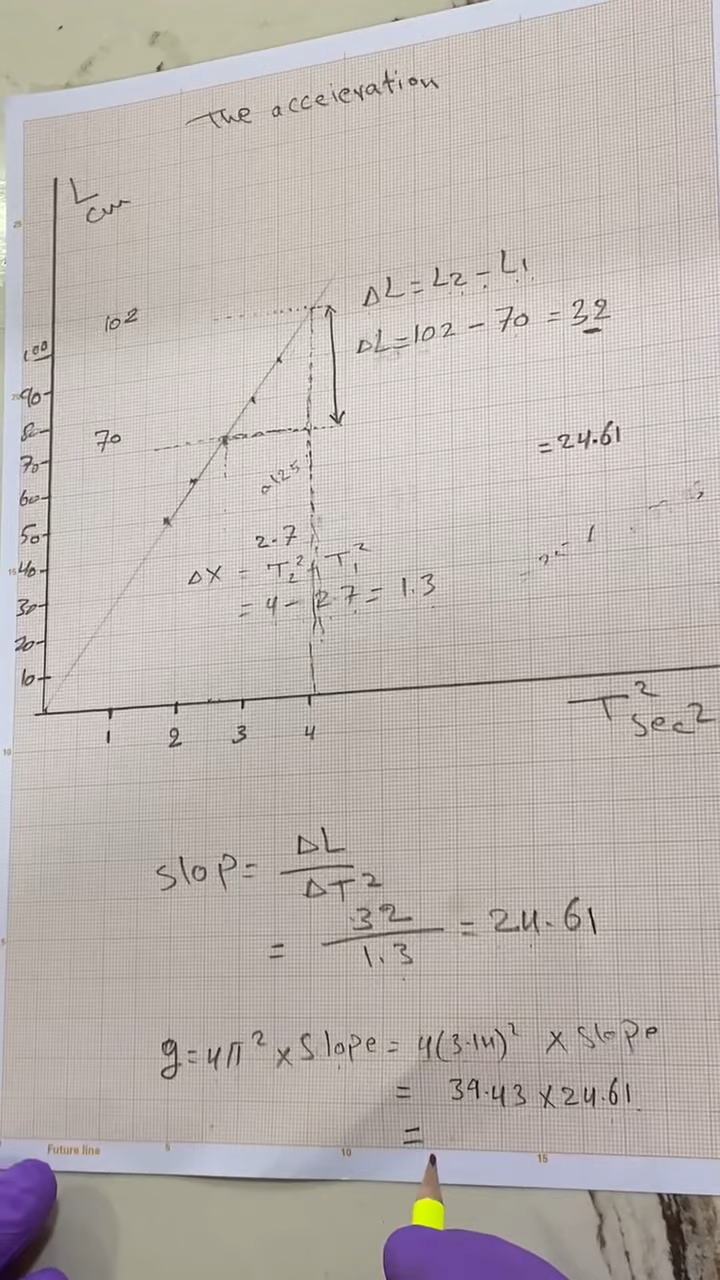 The acceleration
L
cm
102
ΔL = L2 - L1
ΔL = 102 - 70 = 32
100
90
80
70
60
50
40
30
20
10
70
= 24.61
2.7
ΔX = T2² - T1²
= 4 - 2.7 = 1.3
1 2 3 4
T² sec²
slop = ΔL / ΔT²
= 32 / 1.3 = 24.61
g = 4π² x slope = 4(3.14)² x slope
= 39.43 x 24.61
=
Future line 5 10 15